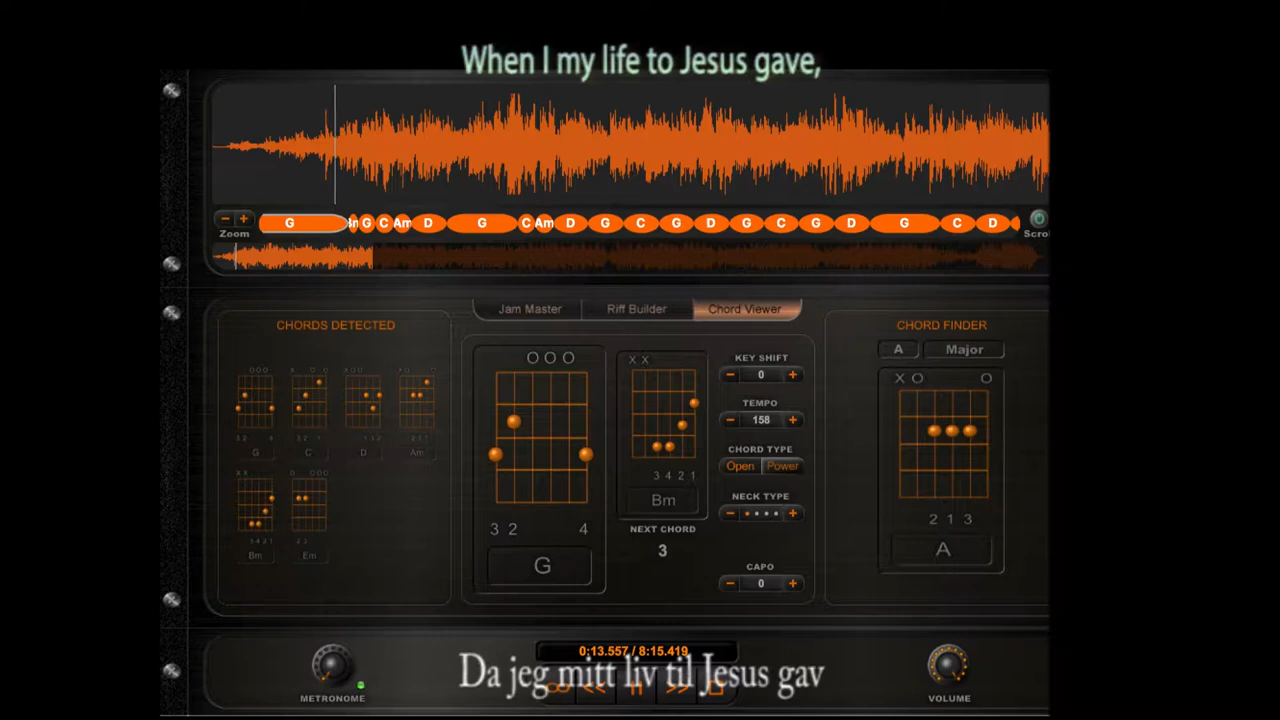 When I my life to Jesus gave,
G Bm G C Am D G C Am D G C G D G C G D G C D
Zoom
Scrol
Jam Master Riff Builder Chord Viewer
CHORDS DETECTED
G C D Am
Bm Em
3 2 4
G
X X
3 4 2 1
Bm
NEXT CHORD
3
KEY SHIFT
0
TEMPO
158
CHORD TYPE
Open Power
NECK TYPE
CAPO
0
CHORD FINDER
A Major
X O O
2 1 3
A
METRONOME
0:13.557 / 8:15.419
VOLUME
Da jeg mitt liv til Jesus gav